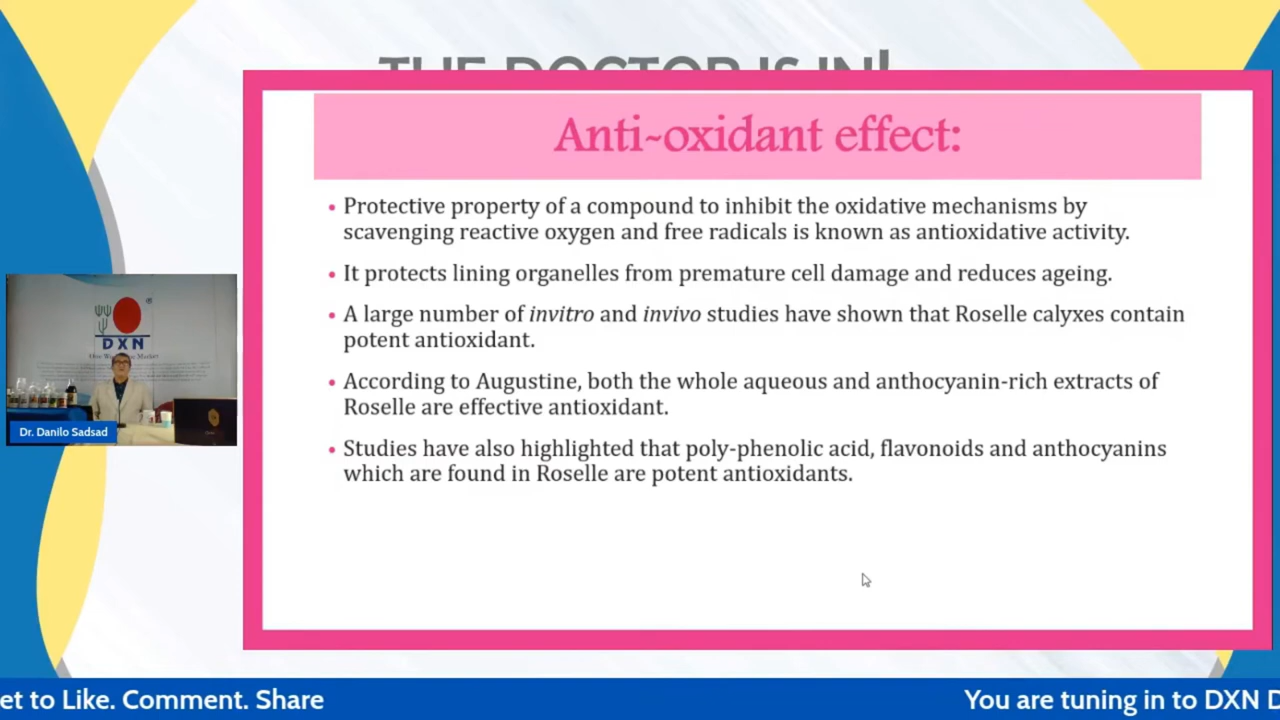 THE DOCTOR IS IN!
Anti-oxidant effect:
• Protective property of a compound to inhibit the oxidative mechanisms by
scavenging reactive oxygen and free radicals is known as antioxidative activity.
• It protects lining organelles from premature cell damage and reduces ageing.
• A large number of invitro and invivo studies have shown that Roselle calyxes contain
potent antioxidant.
• According to Augustine, both the whole aqueous and anthocyanin-rich extracts of
Roselle are effective antioxidant.
• Studies have also highlighted that poly-phenolic acid, flavonoids and anthocyanins
which are found in Roselle are potent antioxidants.
®
DXN
Dr. Danilo Sadsad
et to Like. Comment. Share
You are tuning in to DXN D